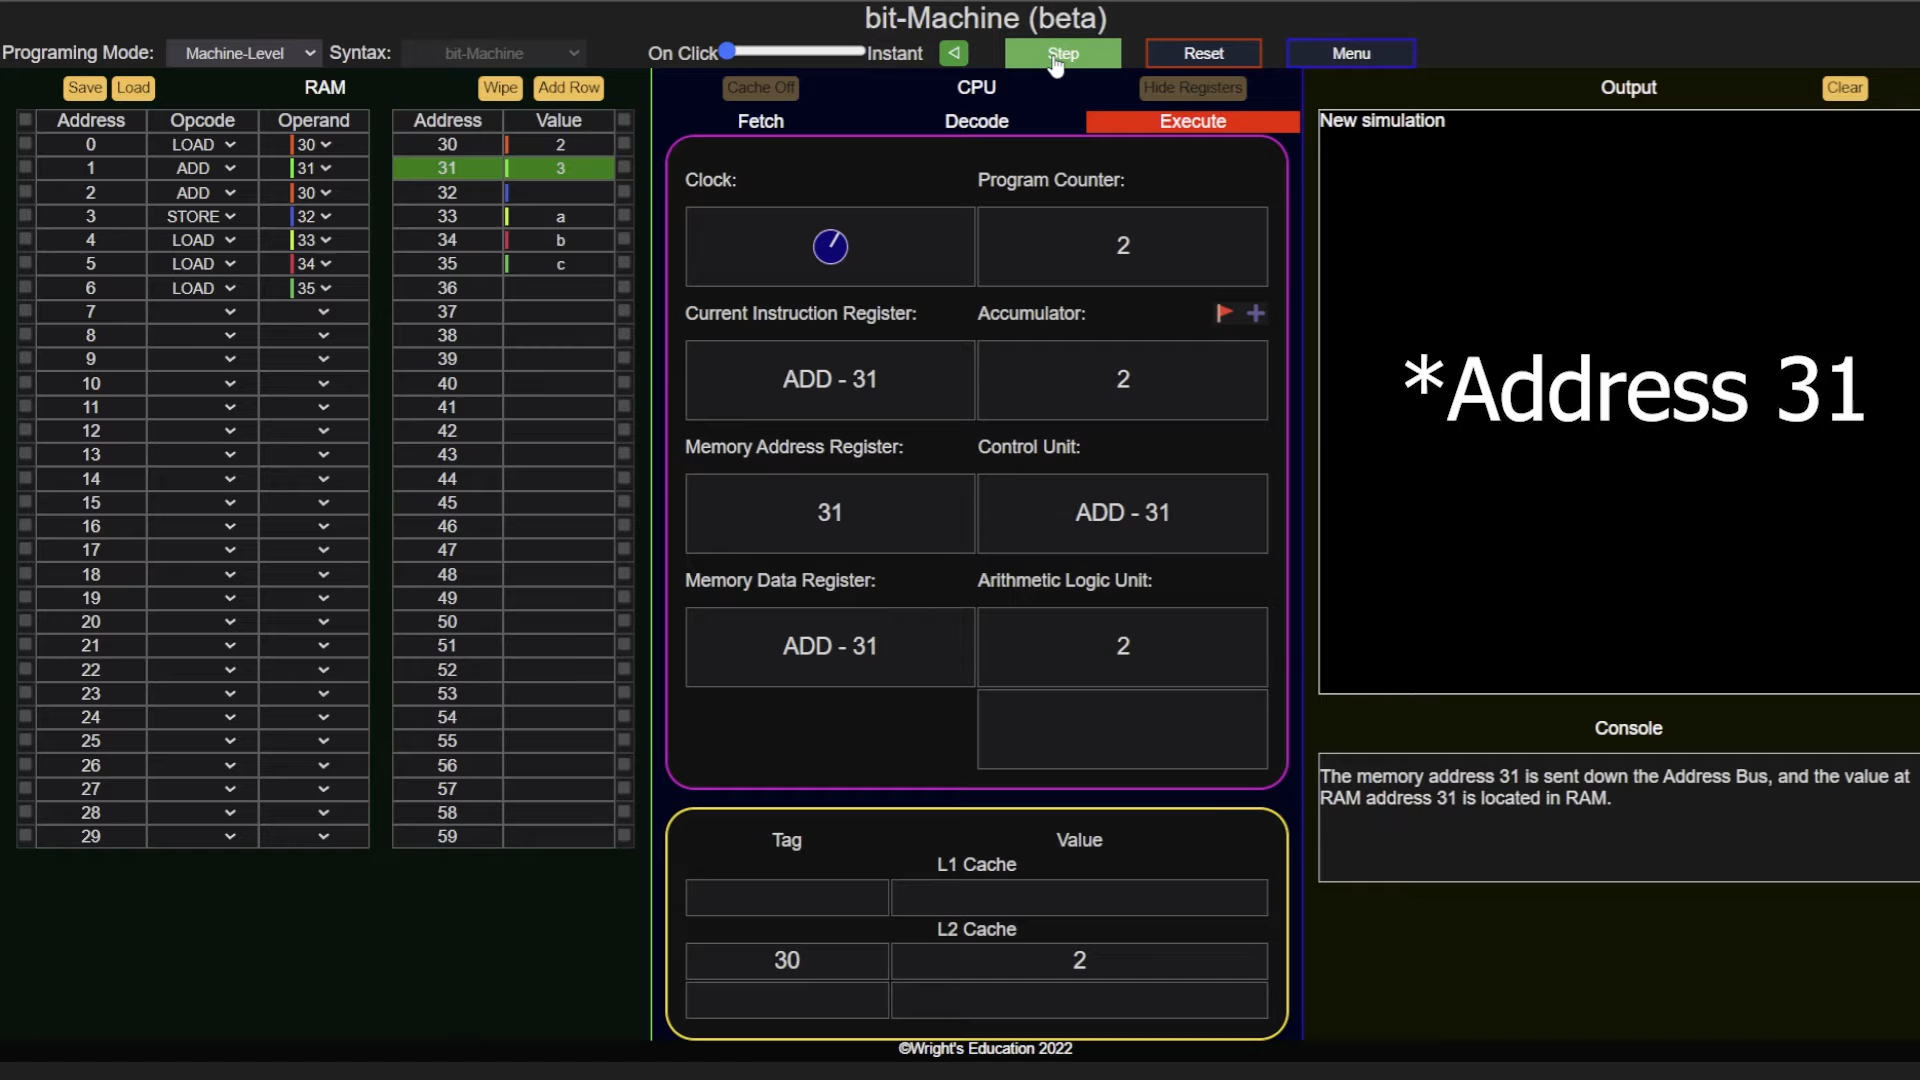 bit-Machine (beta)
Programing Mode: Machine-Level Syntax: bit-Machine On Click Instant Step Reset Menu
Save Load RAM Wipe Add Row Cache Off CPU Hide Registers Output Clear
Address Opcode Operand Address Value Fetch Decode Execute New simulation
0 LOAD 30 30 2
1 ADD 31 31 3
2 ADD 30 32
3 STORE 32 33 a
4 LOAD 33 34 b
5 LOAD 34 35 c
6 LOAD 35 36
7 37
8 38
9 39
10 40
11 41
12 42
13 43
14 44
15 45
16 46
17 47
18 48
19 49
20 50
21 51
22 52
23 53
24 54
25 55
26 56
27 57
28 58
29 59
Clock: Program Counter:
2
Current Instruction Register: Accumulator:
ADD - 31 2
Memory Address Register: Control Unit:
31 ADD - 31
Memory Data Register: Arithmetic Logic Unit:
ADD - 31 2
Tag Value
L1 Cache
L2 Cache
30 2
*Address 31
Console
The memory address 31 is sent down the Address Bus, and the value at
RAM address 31 is located in RAM.
©Wright's Education 2022